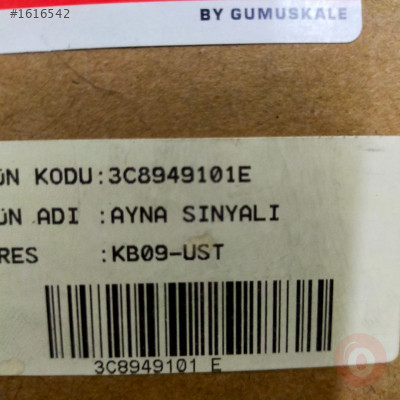 #1616542
BY GUMUSKALE
ÜN KODU:3C8949101E
ÜN ADI :AYNA SINYALI
RES :KB09-UST
3C8949101 E